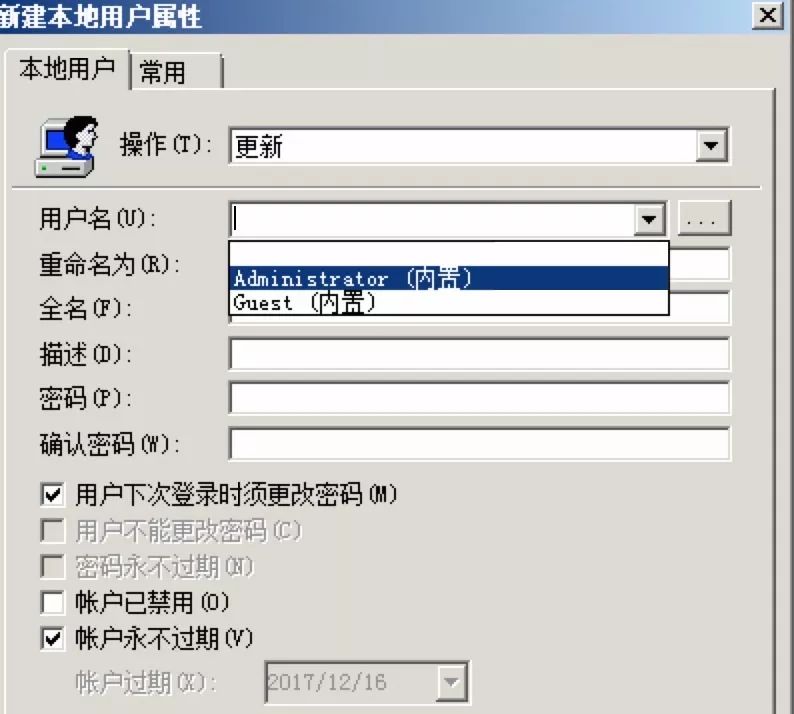 新建本地用户属性
本地用户 常用
操作(T): 更新
用户名(U): ...
重命名为(R):
Administrator (内置)
全名(F):
Guest (内置)
描述(D):
密码(P):
确认密码(W):
用户下次登录时须更改密码(M)
用户不能更改密码(C)
密码永不过期(N)
帐户已禁用(O)
帐户永不过期(V)
帐户过期(X): 2017/12/16